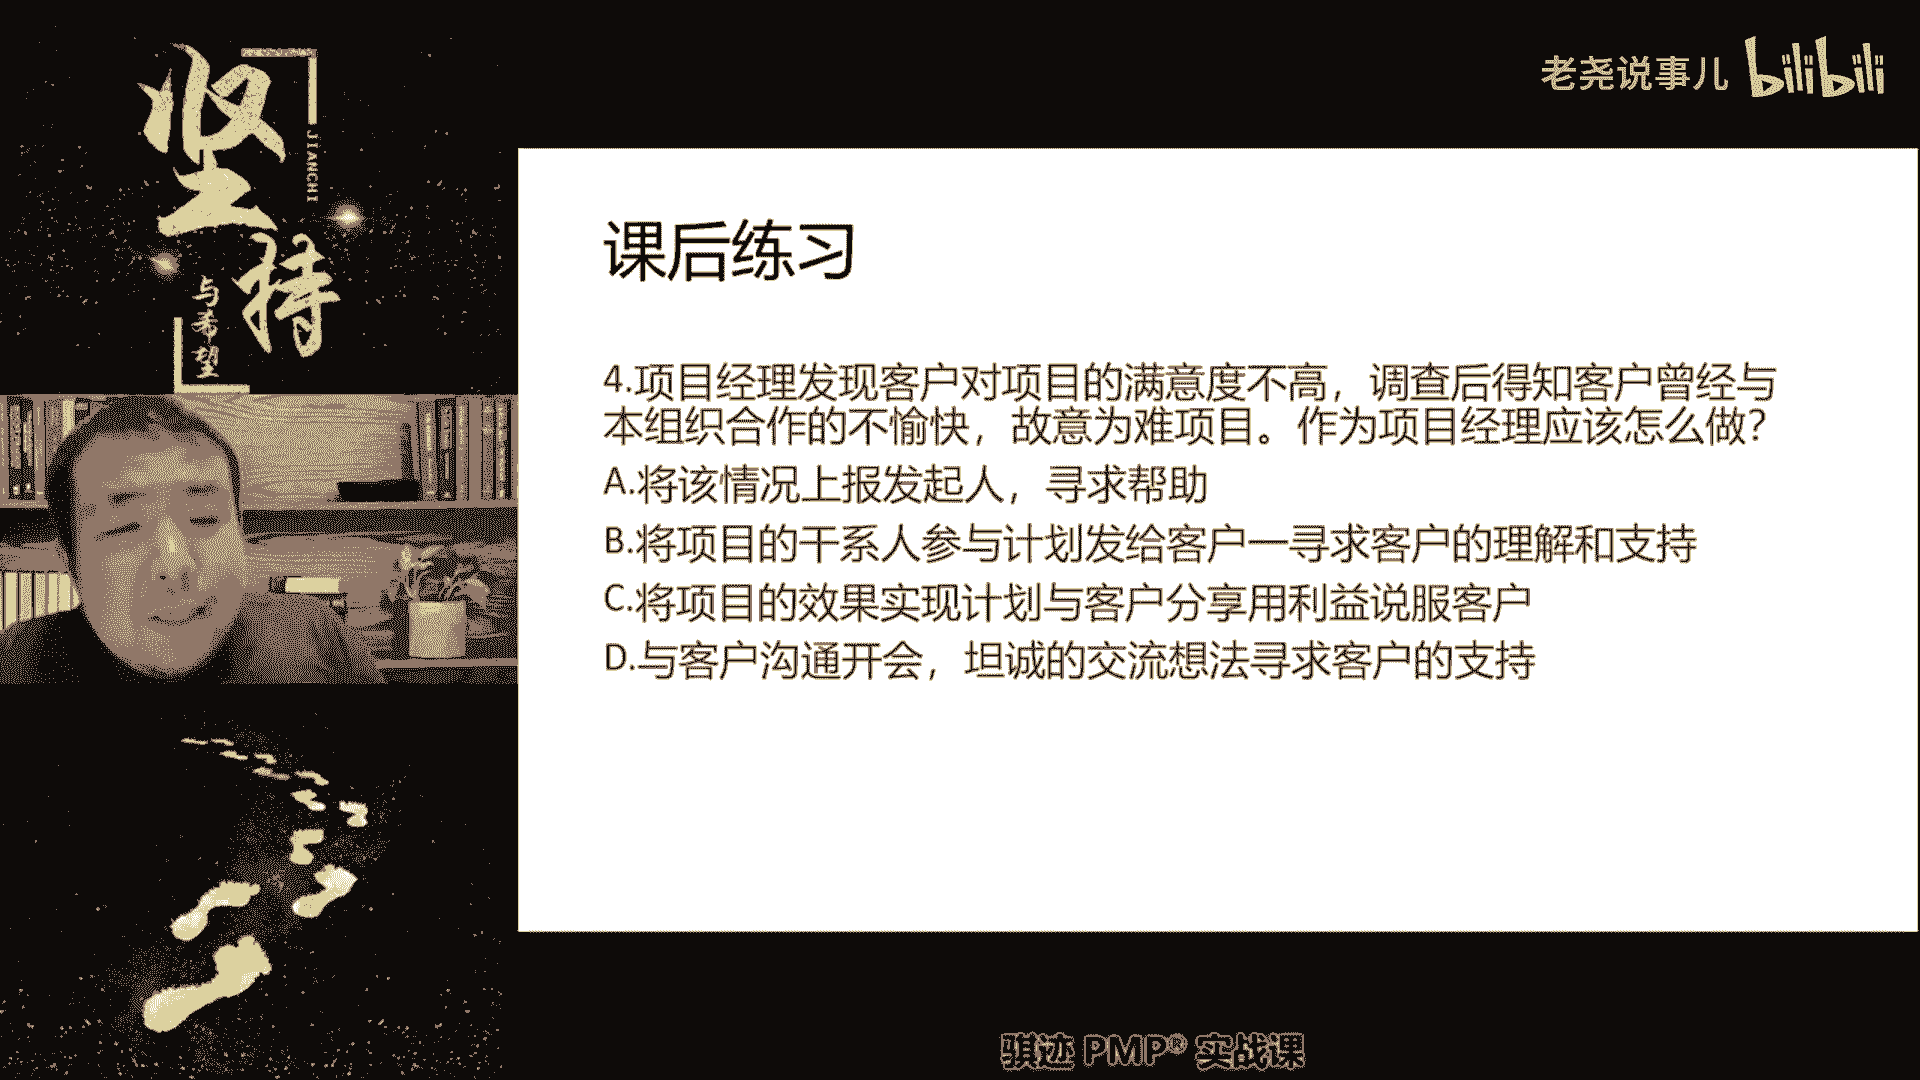 坚持
JIANCHI
与希望
老尧说事儿 bilibili
课后练习
4.项目经理发现客户对项目的满意度不高，调查后得知客户曾经与
本组织合作的不愉快，故意为难项目。作为项目经理应该怎么做？
A.将该情况上报发起人，寻求帮助
B.将项目的干系人参与计划发给客户一寻求客户的理解和支持
C.将项目的效果实现计划与客户分享用利益说服客户
D.与客户沟通开会，坦诚的交流想法寻求客户的支持
骐迹 PMP® 实战课